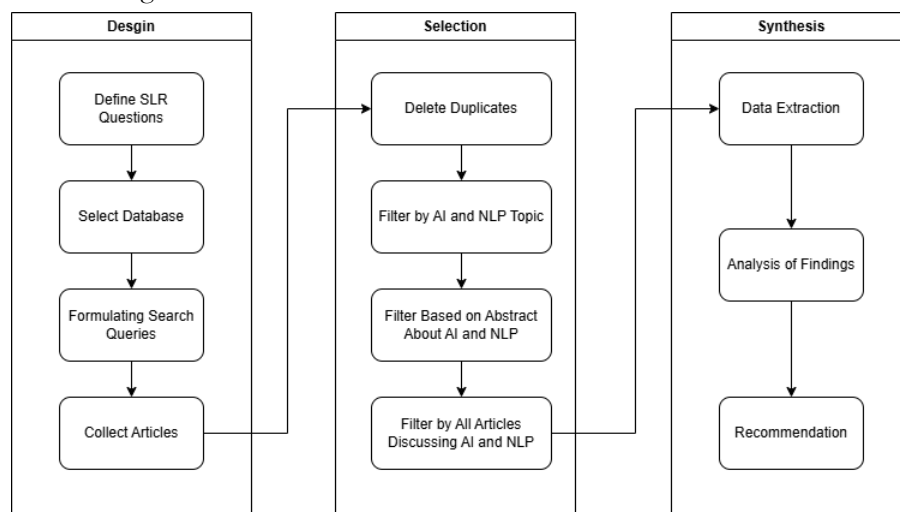 Desgin
Define SLR
Questions
Select Database
Formulating Search
Queries
Collect Articles
Selection
Delete Duplicates
Filter by AI and NLP Topic
Filter Based on Abstract
About AI and NLP
Filter by All Articles
Discussing AI and NLP
Synthesis
Data Extraction
Analysis of Findings
Recommendation